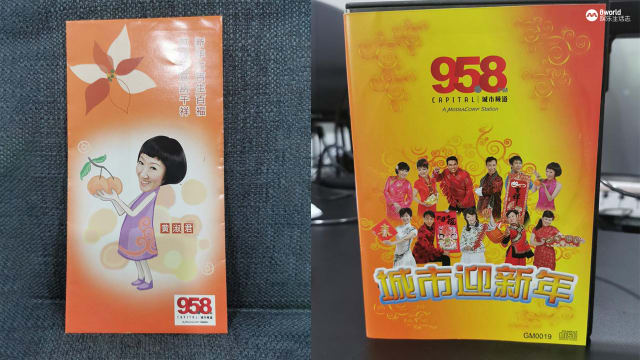 黄淑君
958
8world
娱乐生活志
958
CAPITAL 城市频道
A MEDIACORP Station
城市迎新年
GM0019